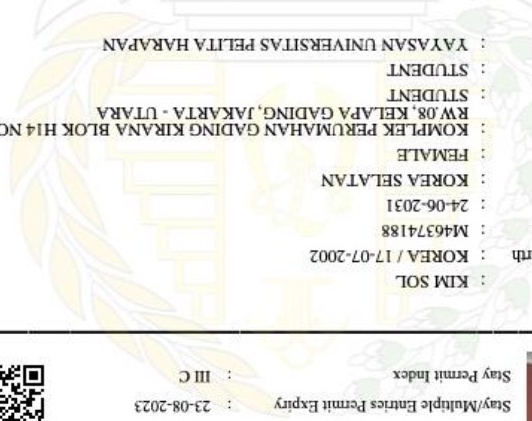 Stay/Multiple Entries Permit Expiry : 23-08-2023
Stay Permit Index : III C
: KIM SOL
rth : KOREA / 17-07-2002
: M46374188
: 24-06-2031
: KOREA SELATAN
: FEMALE
: KOMPLEK PERUMAHAN GADING KIRANA BLOK H14 NO
RW.08, KELAPA GADING, JAKARTA - UTARA
: STUDENT
: STUDENT
: YAYASAN UNIVERSITAS PELITA HARAPAN